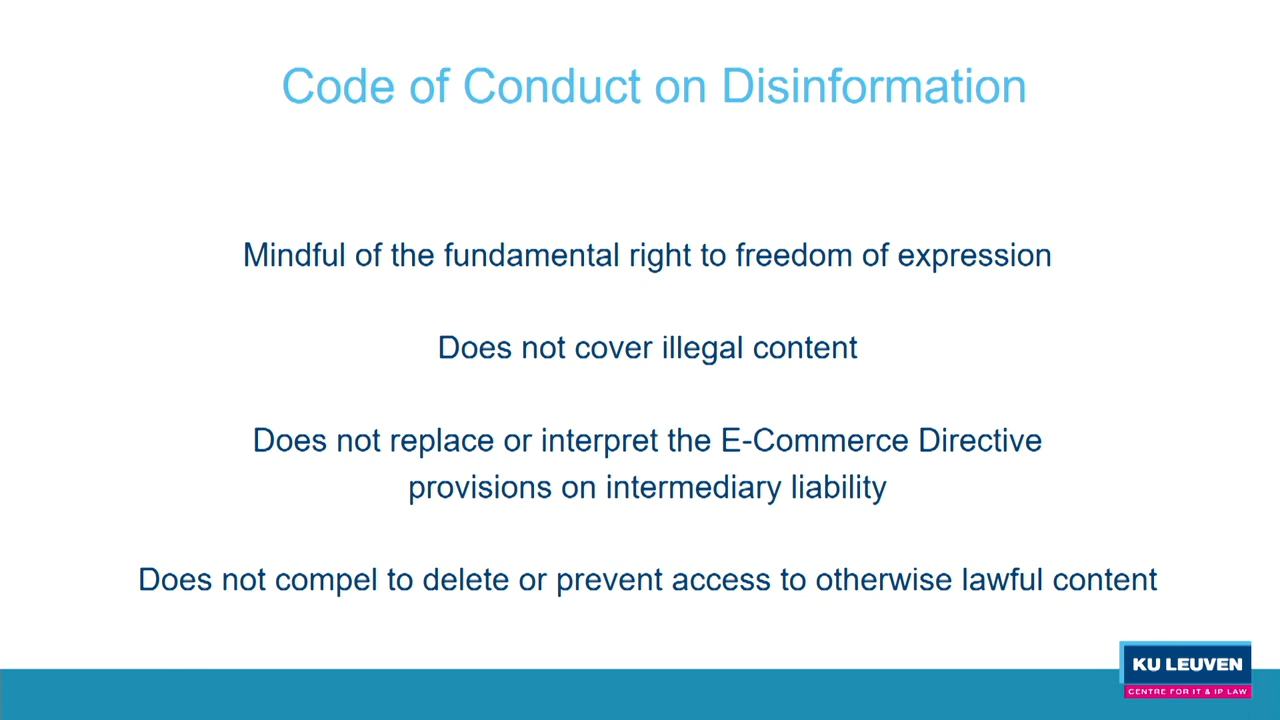 Code of Conduct on Disinformation
Mindful of the fundamental right to freedom of expression
Does not cover illegal content
Does not replace or interpret the E-Commerce Directive
provisions on intermediary liability
Does not compel to delete or prevent access to otherwise lawful content
KU LEUVEN
CENTRE FOR IT & IP LAW